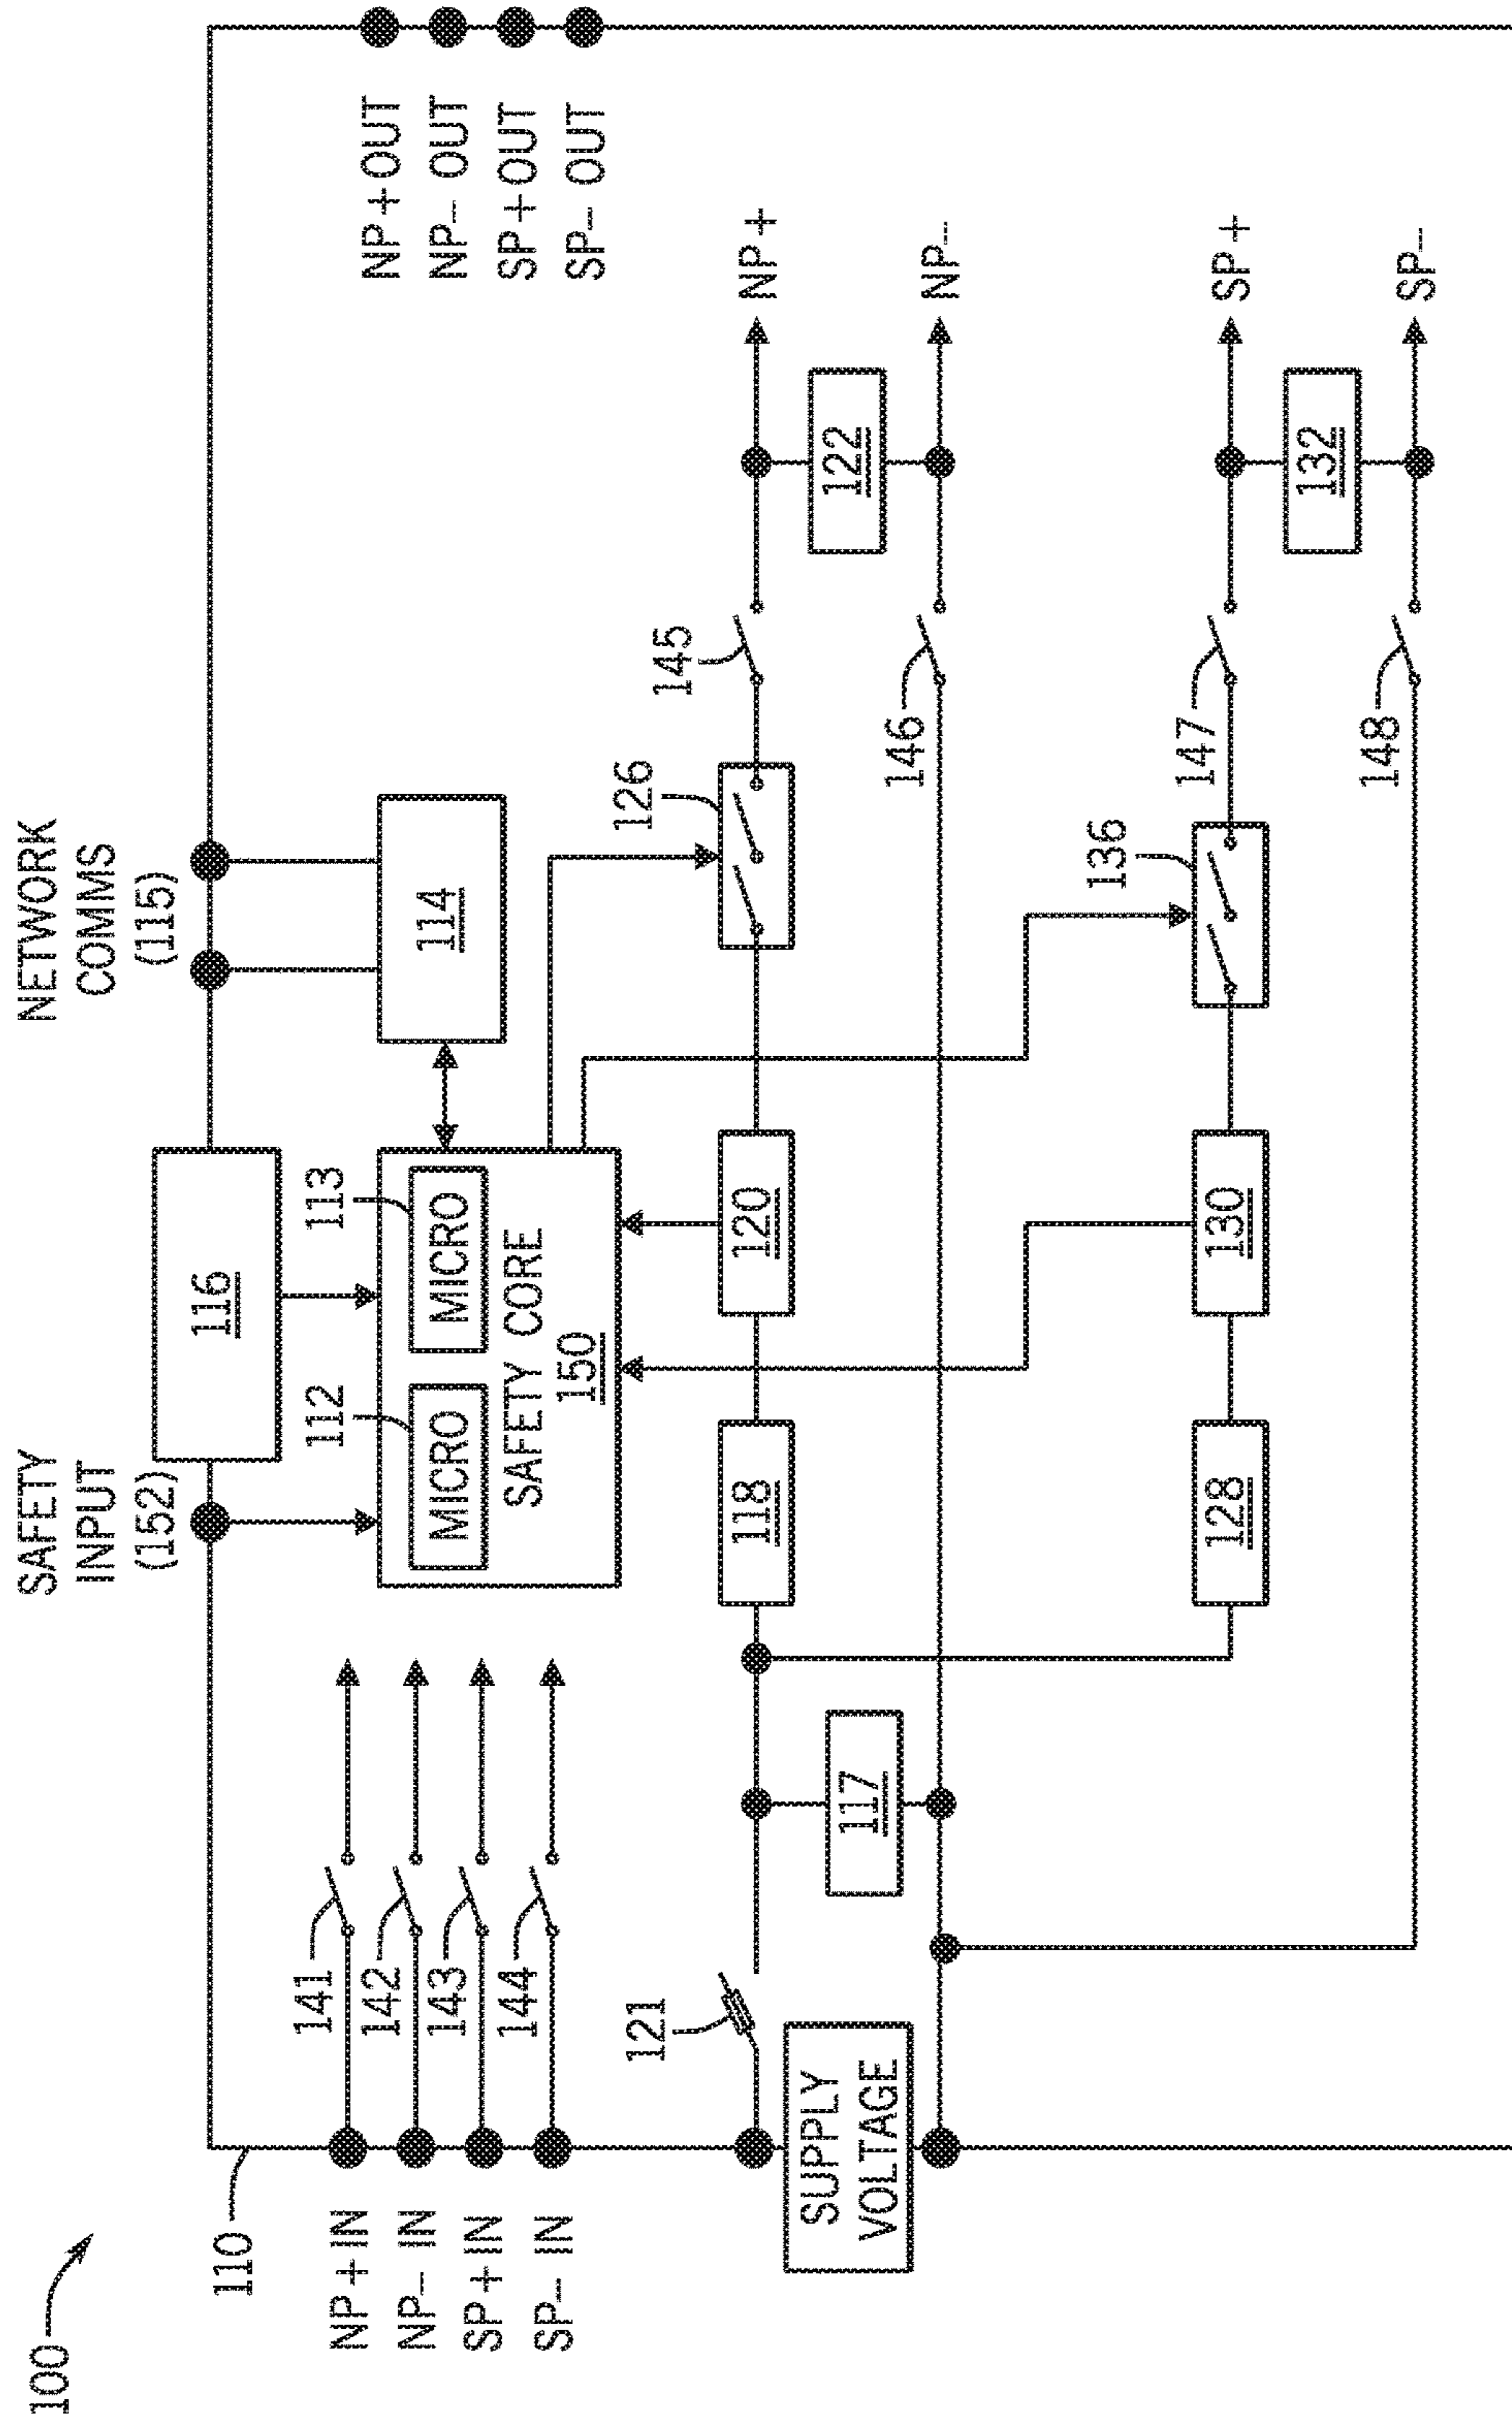 100
110
SAFETY
INPUT
(152)
NETWORK
COMMS
(115)
116
NP+IN
NP– IN
SP+IN
SP– IN
141
142
143
144
112
113
MICRO
MICRO
SAFETY CORE
150
114
NP+OUT
NP– OUT
SP+OUT
SP– OUT
121
SUPPLY
VOLTAGE
117
118
120
126
145
146
122
NP+
NP–
128
130
136
147
148
132
SP+
SP–